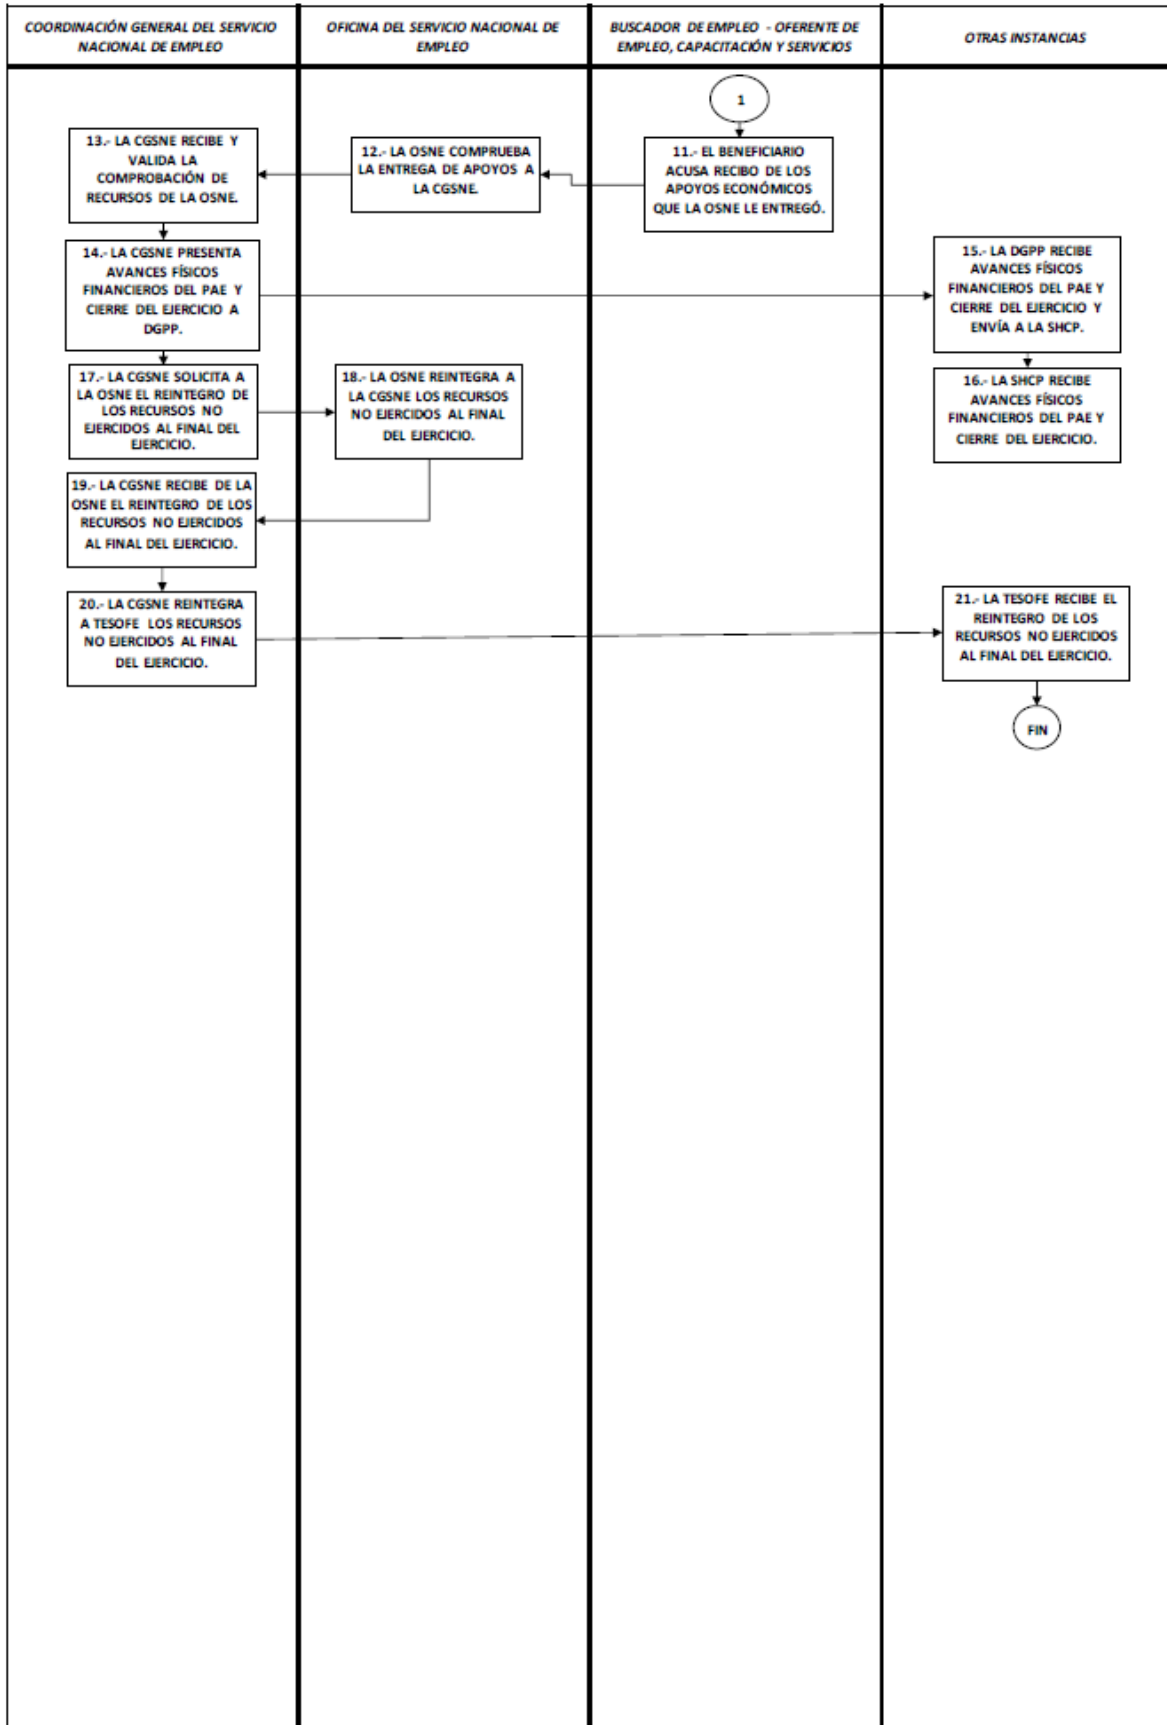 COORDINACIÓN GENERAL DEL SERVICIO
NACIONAL DE EMPLEO
OFICINA DEL SERVICIO NACIONAL DE
EMPLEO
BUSCADOR DE EMPLEO - OFERENTE DE
EMPLEO, CAPACITACIÓN Y SERVICIOS
OTRAS INSTANCIAS
1
11.- EL BENEFICIARIO
ACUSA RECIBO DE LOS
APOYOS ECONÓMICOS
QUE LA OSNE LE ENTREGÓ.
12.- LA OSNE COMPRUEBA
LA ENTREGA DE APOYOS A
LA CGSNE.
13.- LA CGSNE RECIBE Y
VALIDA LA
COMPROBACIÓN DE
RECURSOS DE LA OSNE.
14.- LA CGSNE PRESENTA
AVANCES FÍSICOS
FINANCIEROS DEL PAE Y
CIERRE DEL EJERCICIO A
DGPP.
15.- LA DGPP RECIBE
AVANCES FÍSICOS
FINANCIEROS DEL PAE Y
CIERRE DEL EJERCICIO Y
ENVÍA A LA SHCP.
16.- LA SHCP RECIBE
AVANCES FÍSICOS
FINANCIEROS DEL PAE Y
CIERRE DEL EJERCICIO.
17.- LA CGSNE SOLICITA A
LA OSNE EL REINTEGRO DE
LOS RECURSOS NO
EJERCIDOS AL FINAL DEL
EJERCICIO.
18.- LA OSNE REINTEGRA A
LA CGSNE LOS RECURSOS
NO EJERCIDOS AL FINAL
DEL EJERCICIO.
19.- LA CGSNE RECIBE DE LA
OSNE EL REINTEGRO DE LOS
RECURSOS NO EJERCIDOS
AL FINAL DEL EJERCICIO.
20.- LA CGSNE REINTEGRA
A TESOFE LOS RECURSOS
NO EJERCIDOS AL FINAL
DEL EJERCICIO.
21.- LA TESOFE RECIBE EL
REINTEGRO DE LOS
RECURSOS NO EJERCIDOS
AL FINAL DEL EJERCICIO.
FIN